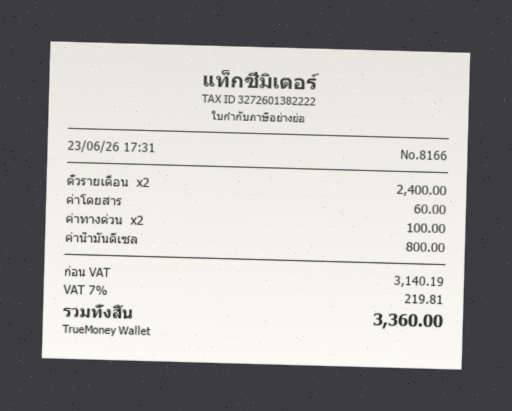 แท็กซี่มิเตอร์
TAX ID 3272601382222
ใบกำกับภาษีอย่างย่อ
23/06/26 17:31 No.8166
ตั๋วรายเดือน x2 2,400.00
ค่าโดยสาร 60.00
ค่าทางด่วน x2 100.00
ค่าน้ำมันดีเซล 800.00
ก่อน VAT 3,140.19
VAT 7% 219.81
รวมทั้งสิ้น 3,360.00
TrueMoney Wallet